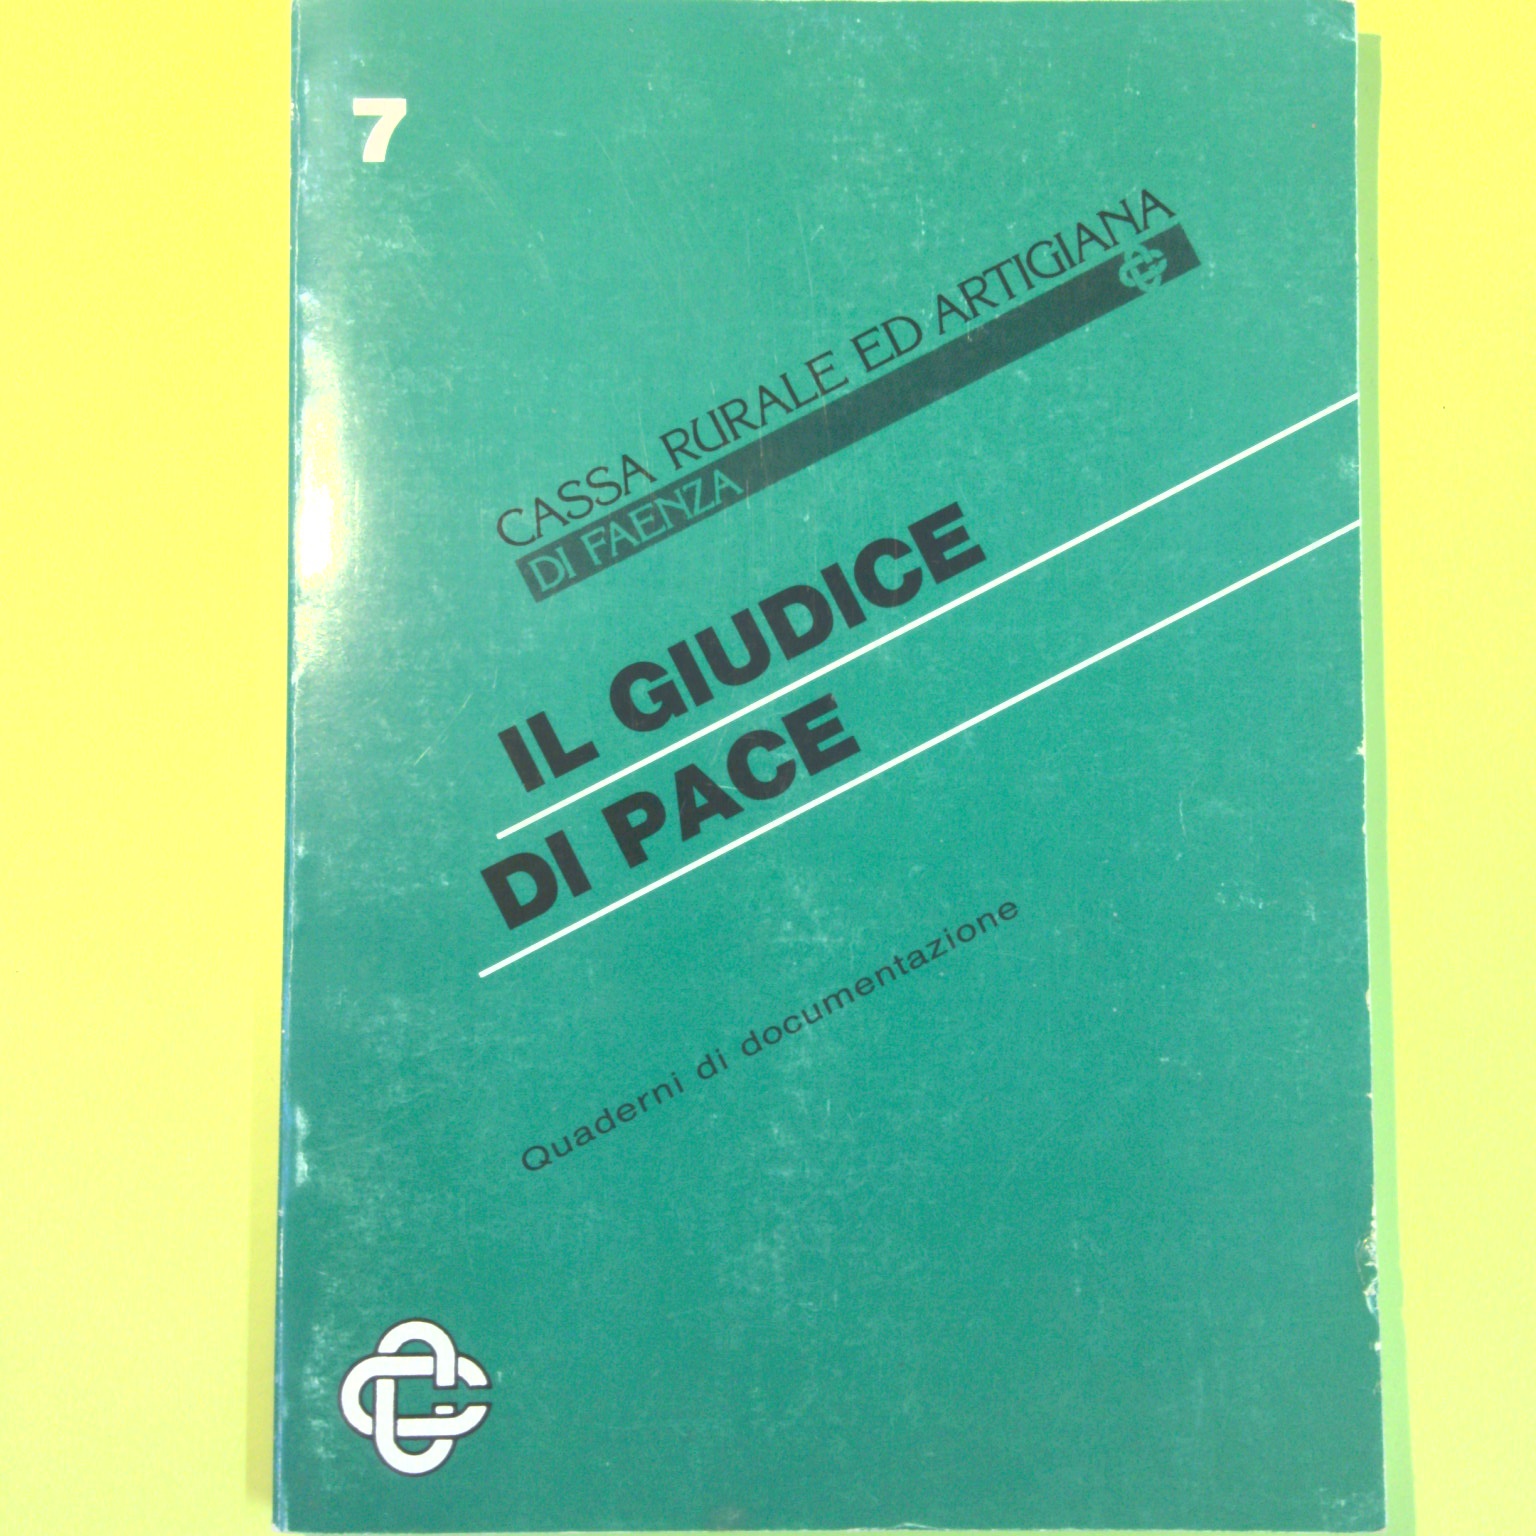 7
CASSA RURALE ED ARTIGIANA
DI FAENZA
IL GIUDICE
DI PACE
Quaderni di documentazione